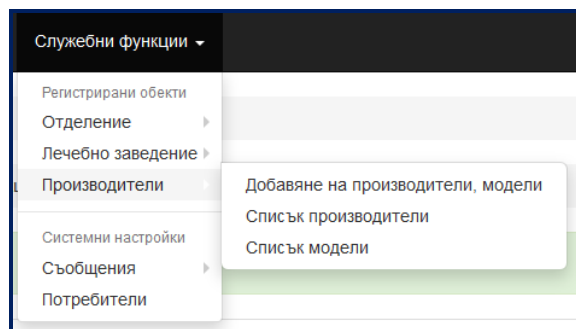 Служебни функции
Регистрирани обекти
Отделение
Лечебно заведение
Производители
Добавяне на производители, модели
Списък производители
Списък модели
Системни настройки
Съобщения
Потребители